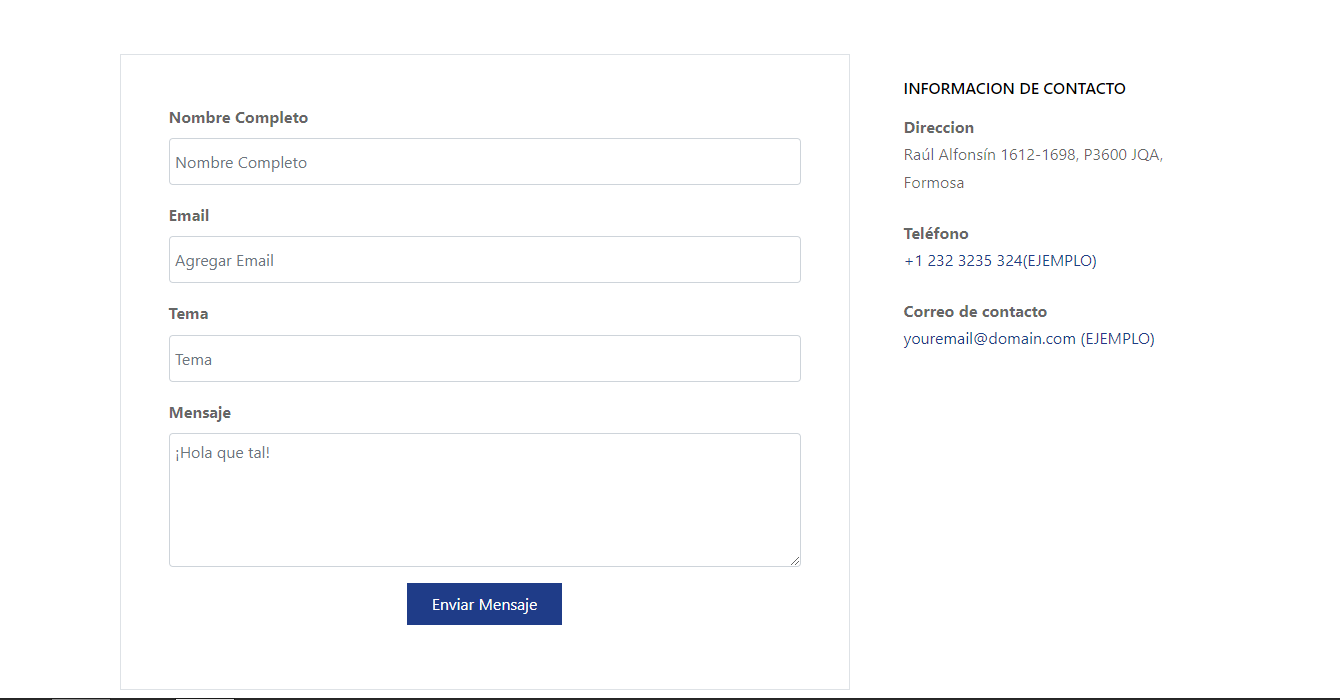 Nombre Completo
Nombre Completo
Email
Agregar Email
Tema
Tema
Mensaje
¡Hola que tal!
Enviar Mensaje
INFORMACION DE CONTACTO
Direccion
Raúl Alfonsín 1612-1698, P3600 JQA,
Formosa
Teléfono
+1 232 3235 324(EJEMPLO)
Correo de contacto
youremail@domain.com (EJEMPLO)